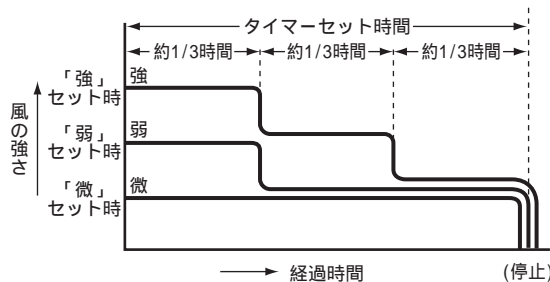 タイマーセット時間
約1/3時間
約1/3時間
約1/3時間
風の強さ
「強」
セット時
強
「弱」
セット時
弱
「微」
セット時
微
経過時間
(停止)